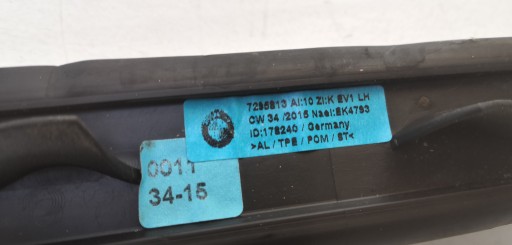 7295813 AI:10 ZI:K EV1 LH
CW 34 /2015 Nael:EK4793
ID:178240 / Germany
>AL / TPE / POM / ST<
0011
34-15